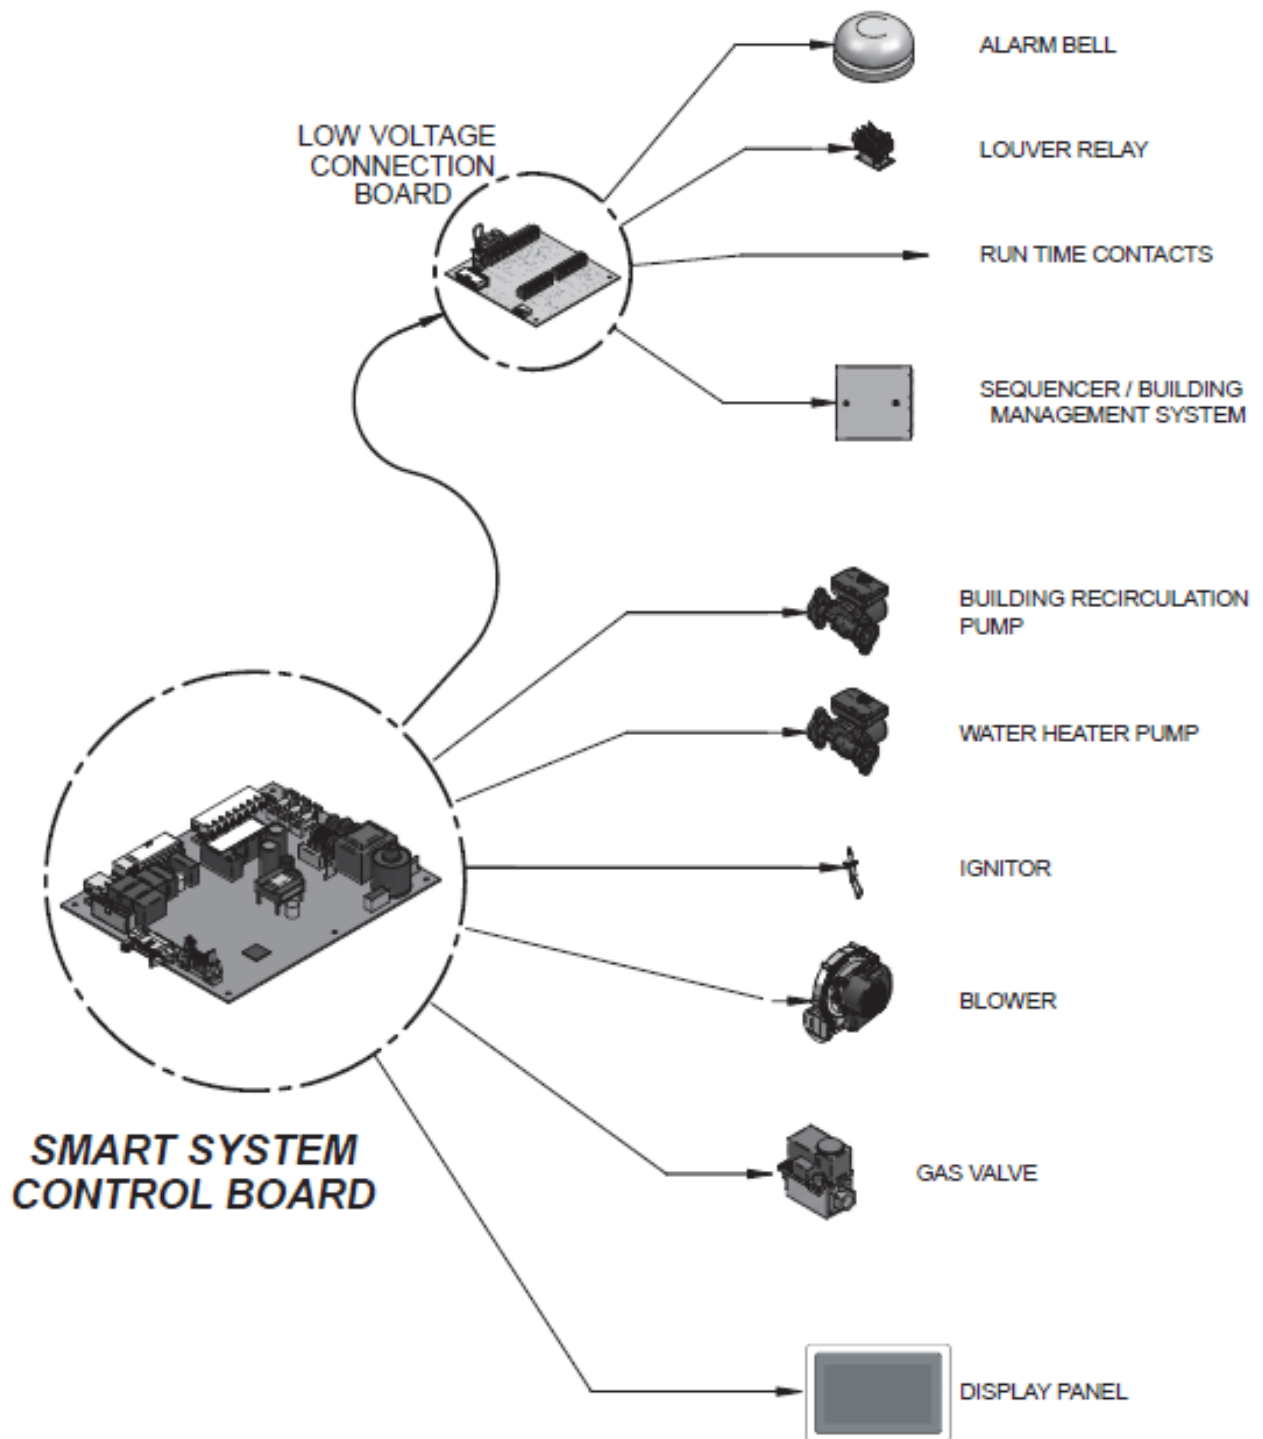 ALARM BELL
LOW VOLTAGE
CONNECTION
BOARD
LOUVER RELAY
RUN TIME CONTACTS
SEQUENCER / BUILDING
MANAGEMENT SYSTEM
BUILDING RECIRCULATION
PUMP
WATER HEATER PUMP
IGNITOR
BLOWER
SMART SYSTEM
CONTROL BOARD
GAS VALVE
DISPLAY PANEL